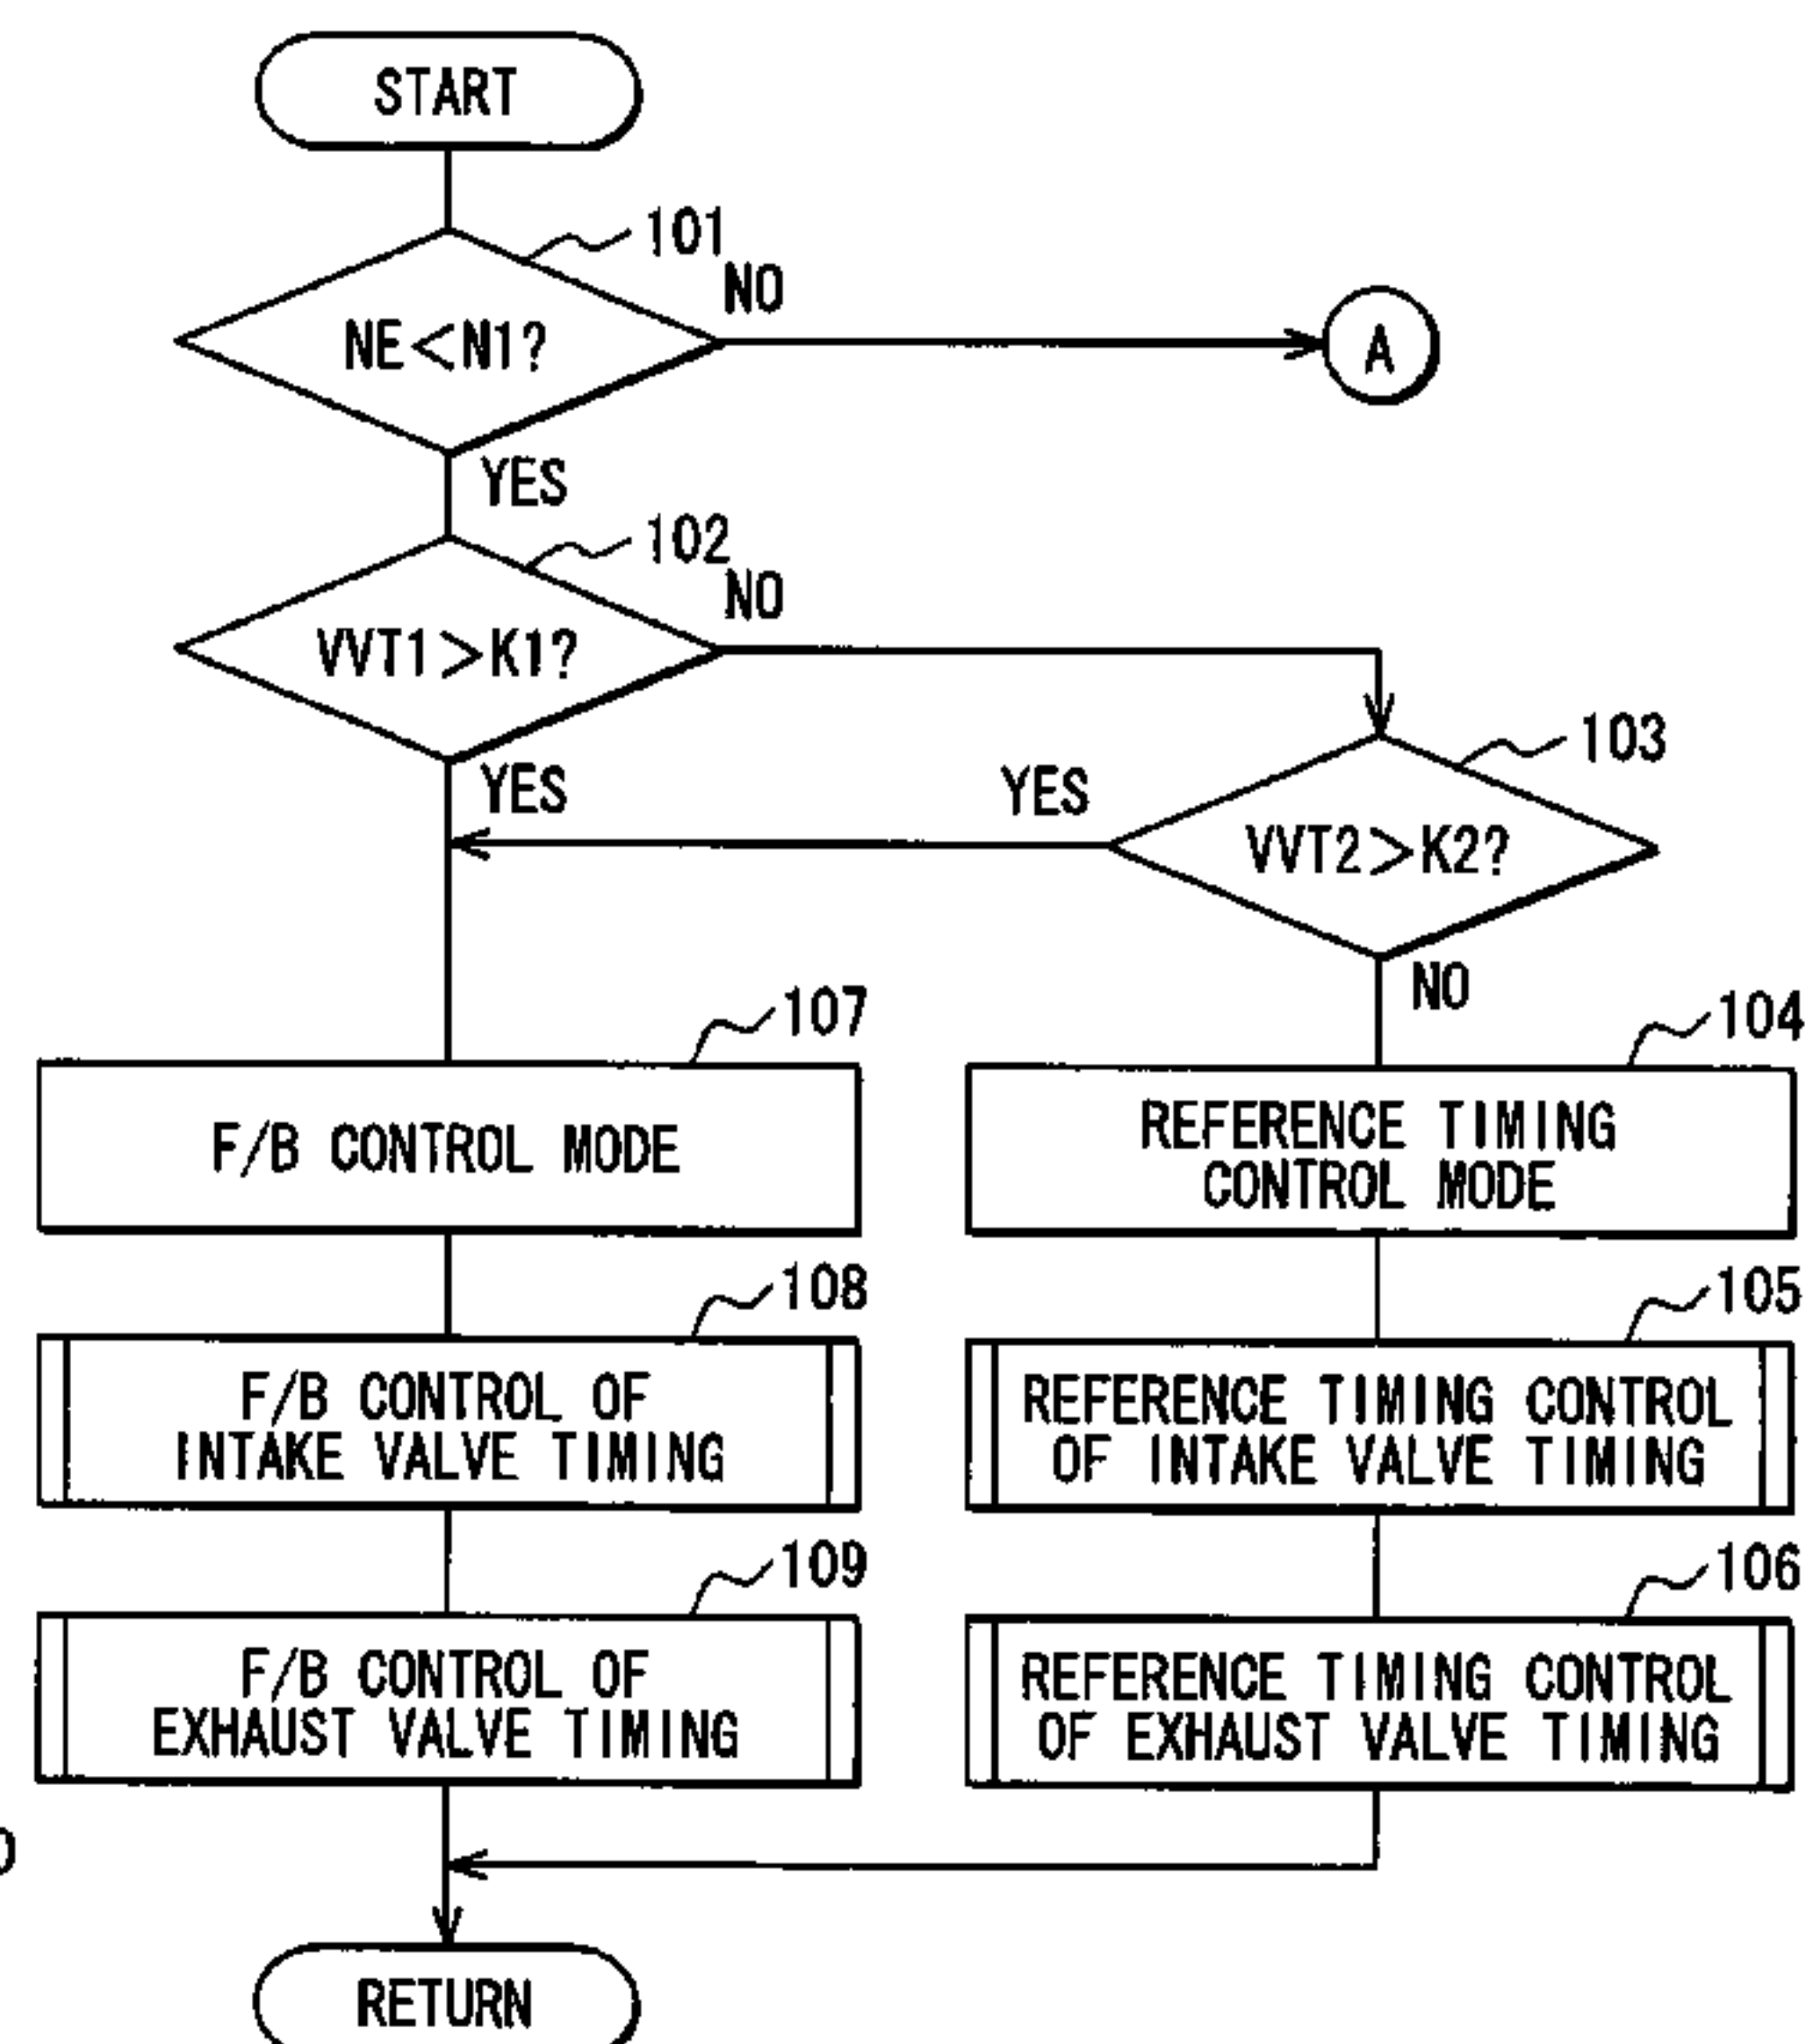 START
101
NO
NE<N1?
A
YES
102
NO
VVT1>K1?
103
YES
YES
VVT2>K2?
NO
107
104
F/B CONTROL MODE
REFERENCE TIMING
CONTROL MODE
108
105
F/B CONTROL OF
INTAKE VALVE TIMING
REFERENCE TIMING CONTROL
OF INTAKE VALVE TIMING
109
106
F/B CONTROL OF
EXHAUST VALVE TIMING
REFERENCE TIMING CONTROL
OF EXHAUST VALVE TIMING
RETURN